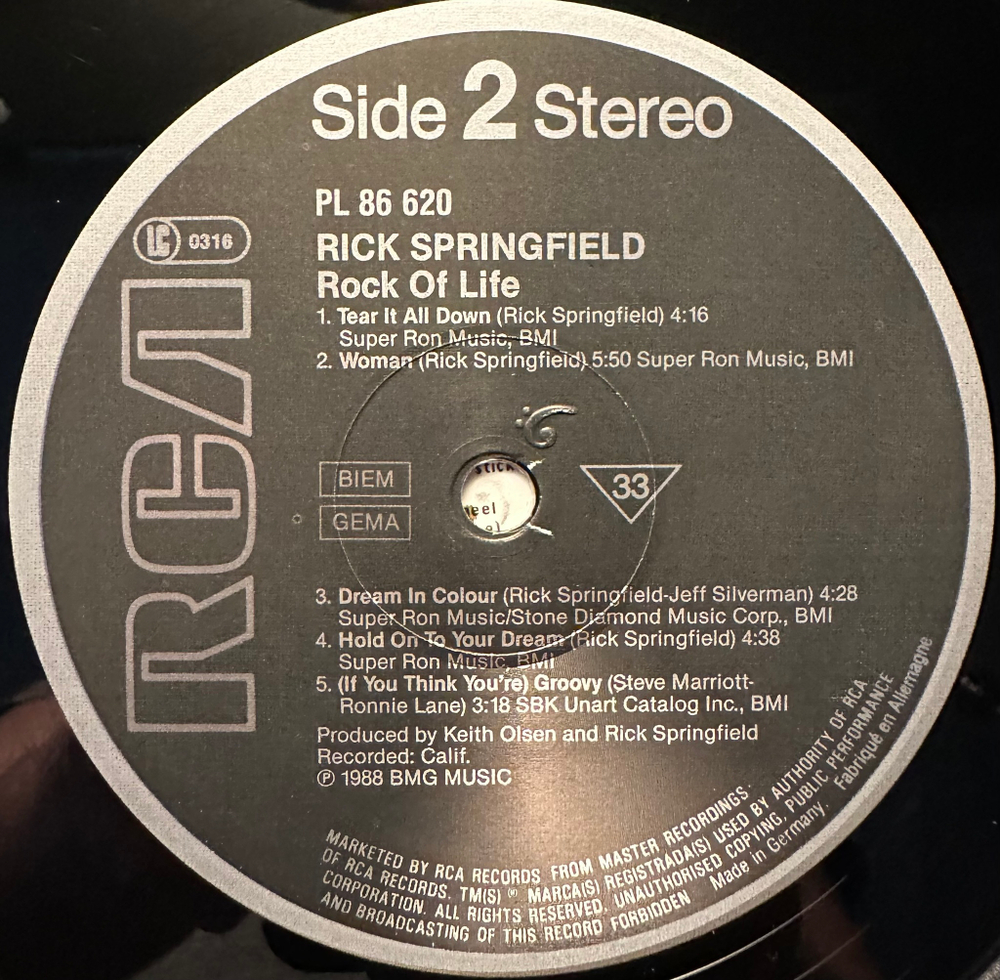 Side 2 Stereo
PL 86 620
LC 0316
RICK SPRINGFIELD
Rock Of Life
1. Tear It All Down (Rick Springfield) 4:16
Super Ron Music, BMI
2. Woman (Rick Springfield) 5:50 Super Ron Music, BMI
RCA
BIEM
GEMA
33
stick
eel
3. Dream In Colour (Rick Springfield-Jeff Silverman) 4:28
Super Ron Music/Stone Diamond Music Corp., BMI
4. Hold On To Your Dream (Rick Springfield) 4:38
Super Ron Music, BMI
5. (If You Think You're) Groovy (Steve Marriott-
Ronnie Lane) 3:18 SBK Unart Catalog Inc., BMI
Produced by Keith Olsen and Rick Springfield
Recorded: Calif.
℗ 1988 BMG MUSIC
MARKETED BY RCA RECORDS FROM MASTER RECORDINGS
OF RCA RECORDS. TM(S) ® MARCA(S) REGISTRADA(S) USED BY AUTHORITY OF RCA
CORPORATION. ALL RIGHTS RESERVED. UNAUTHORISED COPYING, PUBLIC PERFORMANCE
AND BROADCASTING OF THIS RECORD FORBIDDEN Made in Germany. Fabriqué en Allemagne